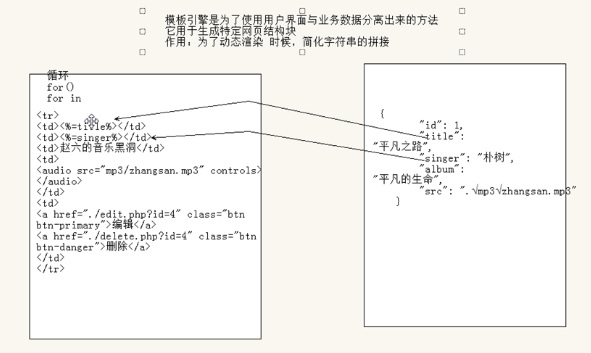 模板引擎是为了使用用户界面与业务数据分离出来的方法
它用于生成特定网页结构块
作用：为了动态渲染 时候，简化字符串的拼接
循环
for()
for in
<tr>
<td><%=title%></td>
<td><%=singer%></td>
<td>赵六的音乐黑洞</td>
<td>
<audio src="mp3/zhangsan.mp3" controls>
</audio>
</td>
<td>
<a href="./edit.php?id=4" class="btn
btn-primary">编辑</a>
<a href="./delete.php?id=4" class="btn
btn-danger">删除</a>
</td>
</tr>
{
"id": 1,
"title":
"平凡之路",
"singer": "朴树",
"album":
"平凡的生命",
"src": ".√mp3√zhangsan.mp3"
}